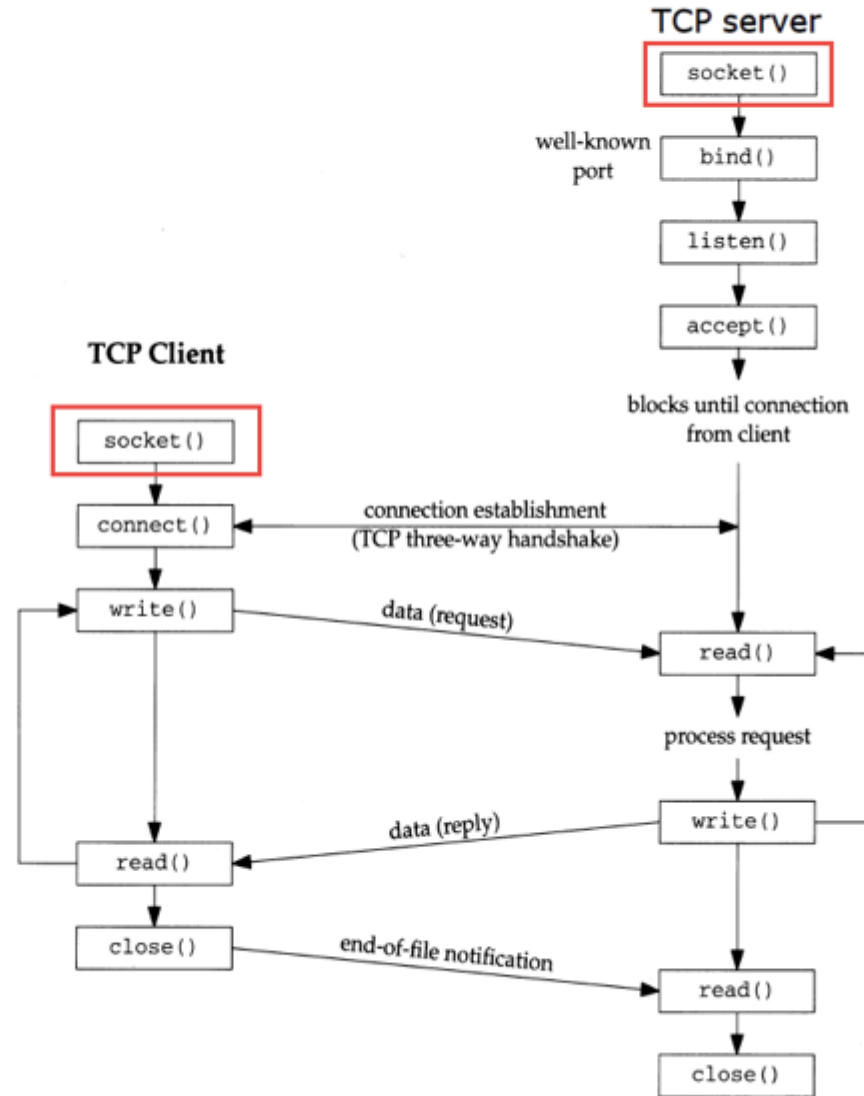 TCP server
socket()
well-known
port
bind()
listen()
accept()
TCP Client
blocks until connection
from client
socket()
connection establishment
(TCP three-way handshake)
connect()
write()
data (request)
read()
process request
data (reply)
write()
read()
close()
end-of-file notification
read()
close()